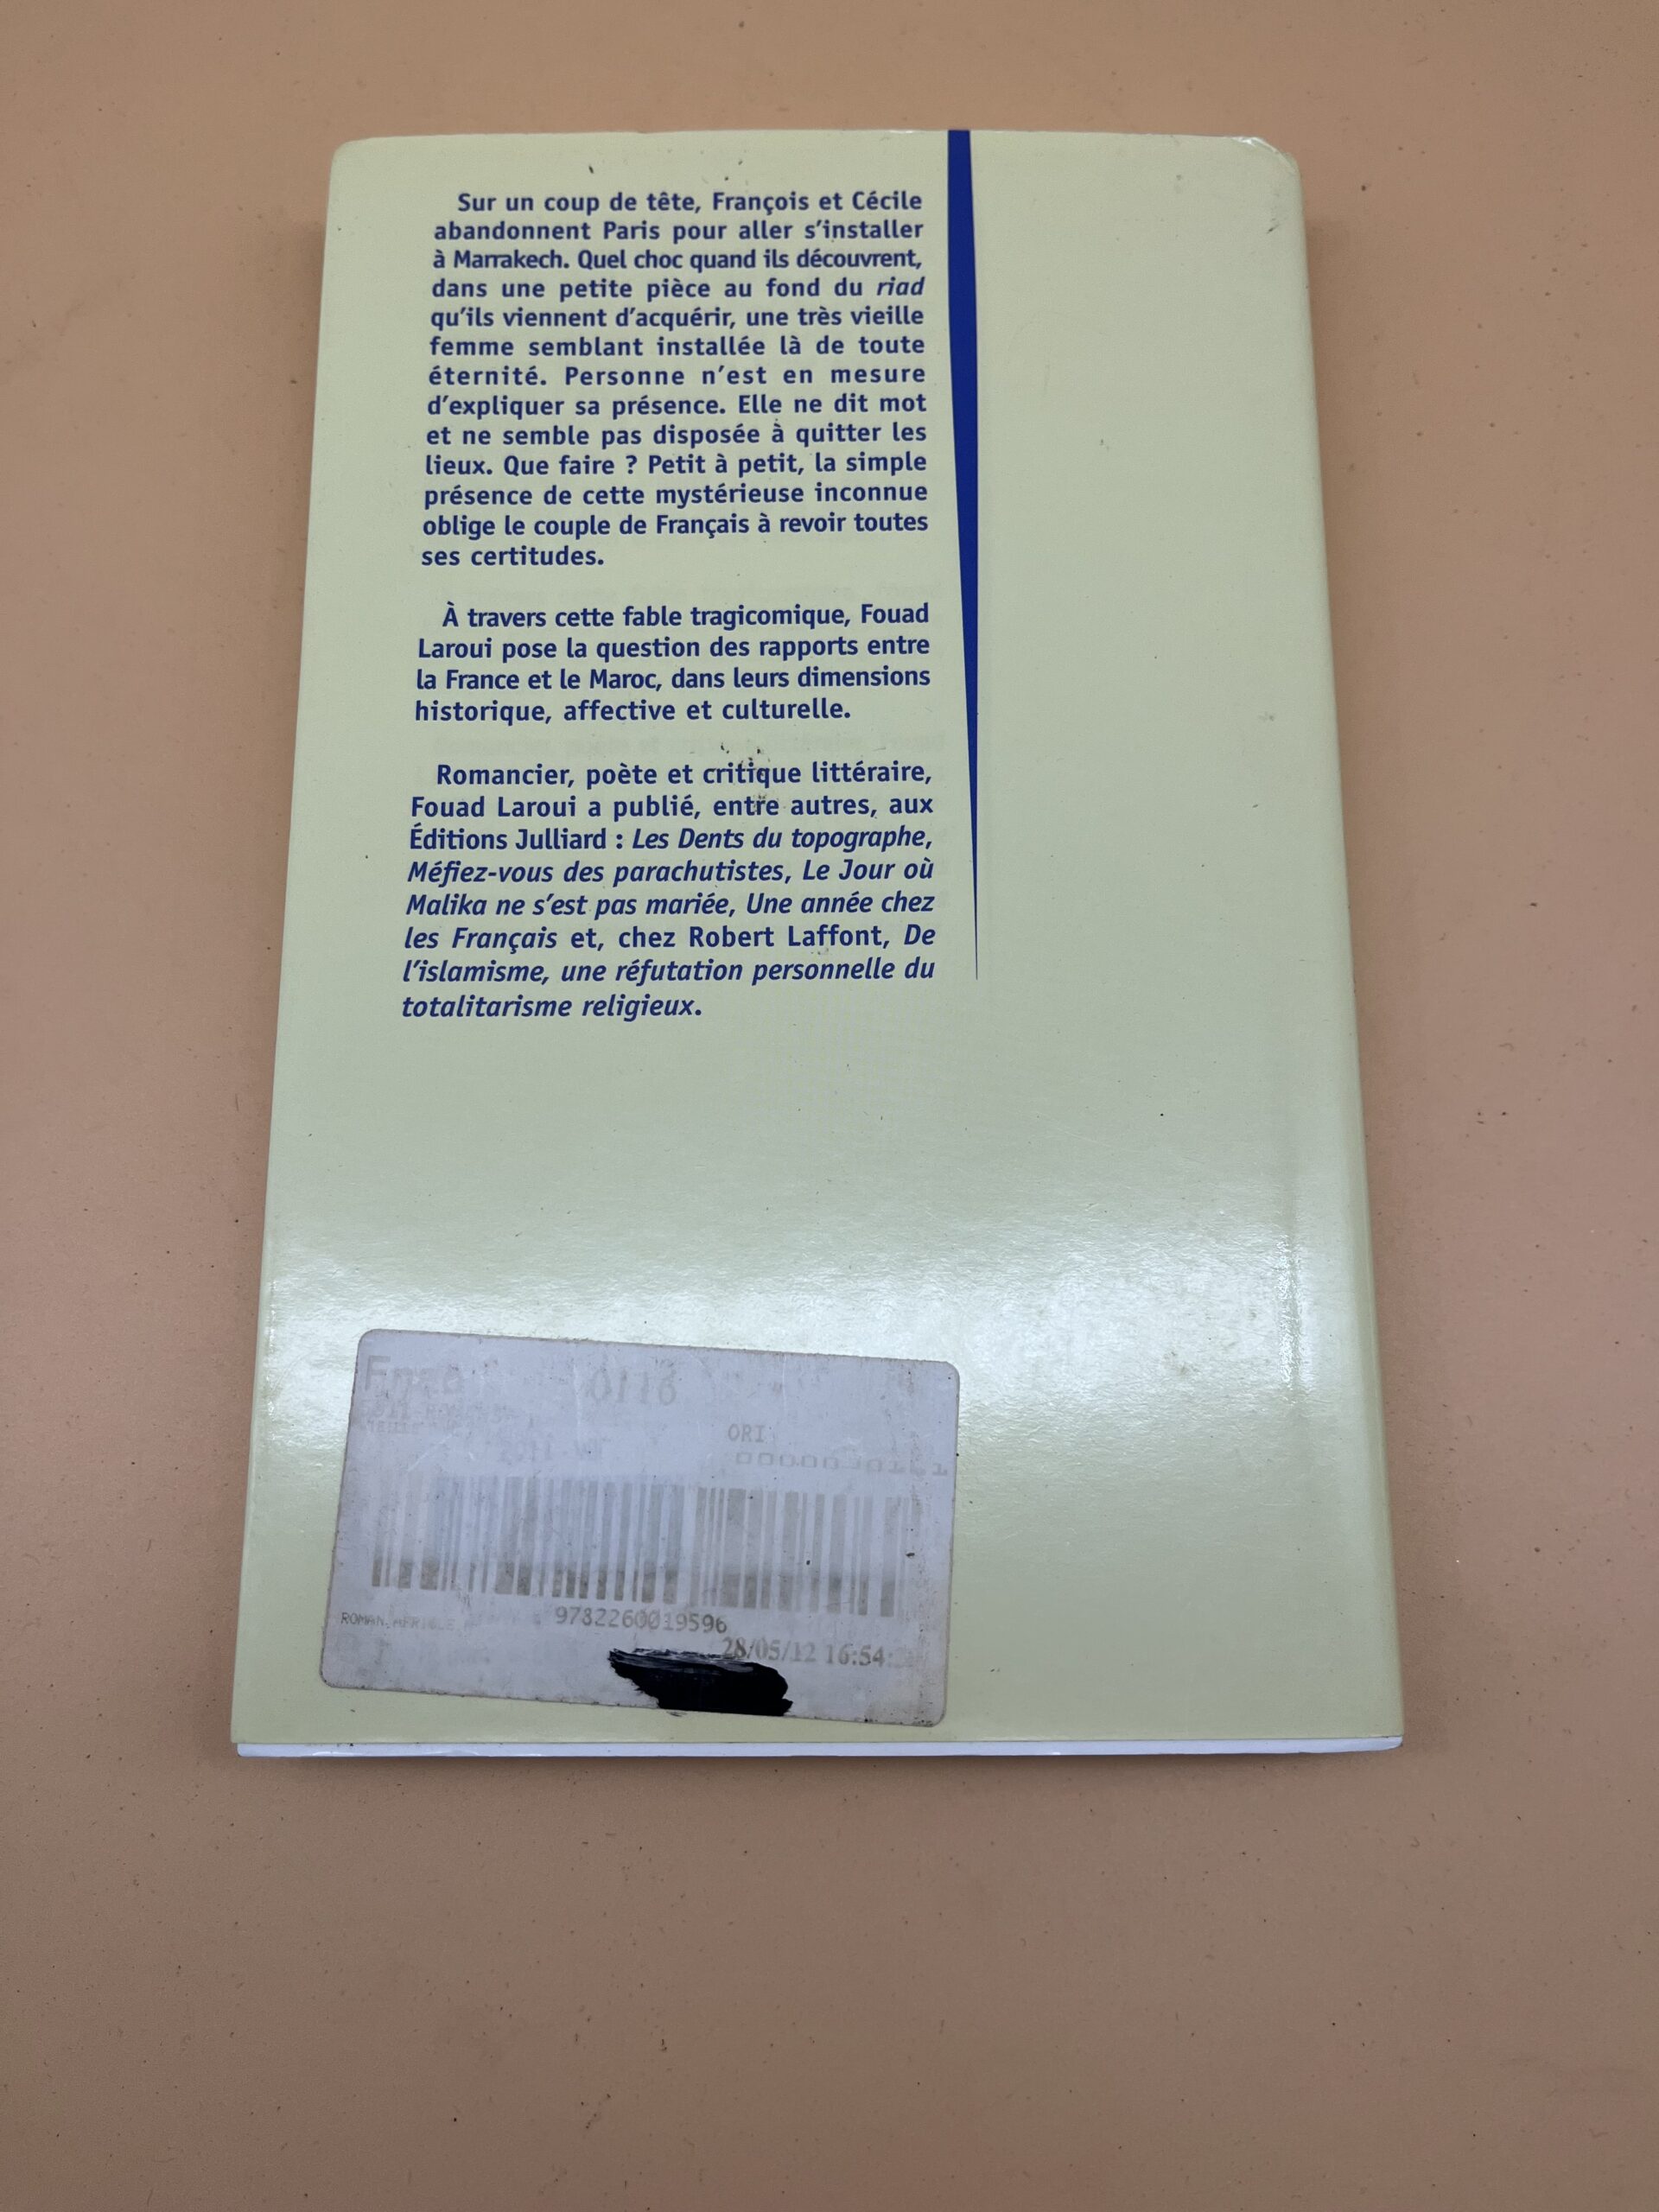 Sur un coup de tête, François et Cécile
abandonnent Paris pour aller s'installer
à Marrakech. Quel choc quand ils découvrent,
dans une petite pièce au fond du riad
qu'ils viennent d'acquérir, une très vieille
femme semblant installée là de toute
éternité. Personne n'est en mesure
d'expliquer sa présence. Elle ne dit mot
et ne semble pas disposée à quitter les
lieux. Que faire ? Petit à petit, la simple
présence de cette mystérieuse inconnue
oblige le couple de Français à revoir toutes
ses certitudes.
À travers cette fable tragicomique, Fouad
Laroui pose la question des rapports entre
la France et le Maroc, dans leurs dimensions
historique, affective et culturelle.
Romancier, poète et critique littéraire,
Fouad Laroui a publié, entre autres, aux
Éditions Julliard : Les Dents du topographe,
Méfiez-vous des parachutistes, Le Jour où
Malika ne s'est pas mariée, Une année chez
les Français et, chez Robert Laffont, De
l'islamisme, une réfutation personnelle du
totalitarisme religieux.
0110
ORI
ROMAN
9782260019596
28/05/12 16:54: